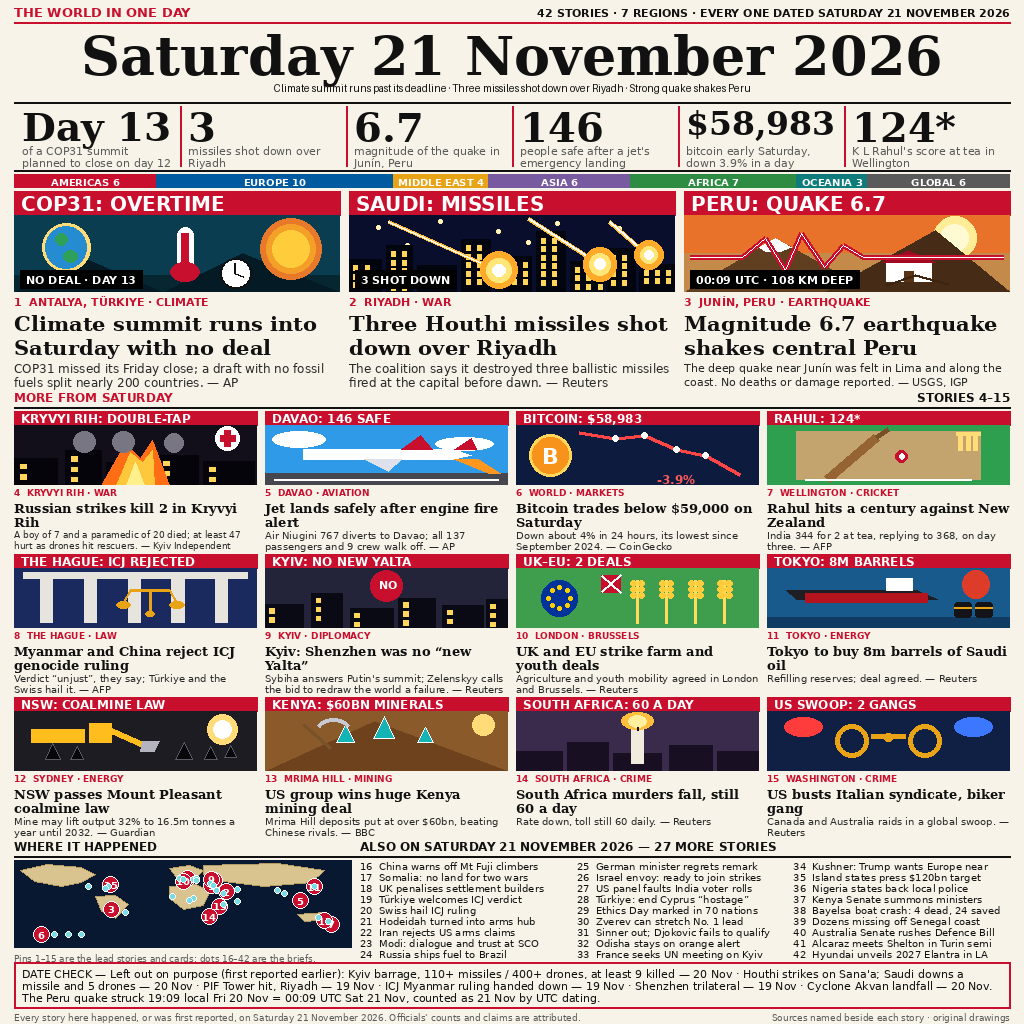 THE WORLD IN ONE DAY
42 STORIES · 7 REGIONS · EVERY ONE DATED SATURDAY 21 NOVEMBER 2026
Saturday 21 November 2026
Climate summit runs past its deadline · Three missiles shot down over Riyadh · Strong quake shakes Peru
Day 13
of a COP31 summit
planned to close on day 12
3
missiles shot down over
Riyadh
6.7
magnitude of the quake in
Junín, Peru
146
people safe after a jet's
emergency landing
$58,983
bitcoin early Saturday,
down 3.9% in a day
124*
K L Rahul's score at tea in
Wellington
AMERICAS 6
EUROPE 10
MIDDLE EAST 4
ASIA 6
AFRICA 7
OCEANIA 3
GLOBAL 6
COP31: OVERTIME
NO DEAL · DAY 13
1 ANTALYA, TÜRKIYE · CLIMATE
Climate summit runs into
Saturday with no deal
COP31 missed its Friday close; a draft with no fossil
fuels split nearly 200 countries. — AP
SAUDI: MISSILES
3 SHOT DOWN
2 RIYADH · WAR
Three Houthi missiles shot
down over Riyadh
The coalition says it destroyed three ballistic missiles
fired at the capital before dawn. — Reuters
PERU: QUAKE 6.7
00:09 UTC · 108 KM DEEP
3 JUNÍN, PERU · EARTHQUAKE
Magnitude 6.7 earthquake
shakes central Peru
The deep quake near Junín was felt in Lima and along the
coast. No deaths or damage reported. — USGS, IGP
MORE FROM SATURDAY
STORIES 4–15
KRYVYI RIH: DOUBLE-TAP
4 KRYVYI RIH · WAR
Russian strikes kill 2 in Kryvyi
Rih
A boy of 7 and a paramedic of 20 died; at least 47
hurt as drones hit rescuers. — Kyiv Independent
DAVAO: 146 SAFE
5 DAVAO · AVIATION
Jet lands safely after engine fire
alert
Air Niugini 767 diverts to Davao; all 137
passengers and 9 crew walk off. — AP
BITCOIN: $58,983
B
-3.9%
6 WORLD · MARKETS
Bitcoin trades below $59,000 on
Saturday
Down about 4% in 24 hours, its lowest since
September 2024. — CoinGecko
RAHUL: 124*
7 WELLINGTON · CRICKET
Rahul hits a century against New
Zealand
India 344 for 2 at tea, replying to 368, on day
three. — AFP
THE HAGUE: ICJ REJECTED
8 THE HAGUE · LAW
Myanmar and China reject ICJ
genocide ruling
Verdict “unjust”, they say; Türkiye and the
Swiss hail it. — AFP
KYIV: NO NEW YALTA
NO
9 KYIV · DIPLOMACY
Kyiv: Shenzhen was no “new
Yalta”
Sybiha answers Putin's summit; Zelenskyy calls
the bid to redraw the world a failure. — Reuters
UK–EU: 2 DEALS
10 LONDON · BRUSSELS
UK and EU strike farm and
youth deals
Agriculture and youth mobility agreed in London
and Brussels. — Reuters
TOKYO: 8M BARRELS
11 TOKYO · ENERGY
Tokyo to buy 8m barrels of Saudi
oil
Refilling reserves; deal agreed. — Reuters
NSW: COALMINE LAW
12 SYDNEY · ENERGY
NSW passes Mount Pleasant
coalmine law
Mine may lift output 32% to 16.5m tonnes a
year until 2032. — Guardian
KENYA: $60BN MINERALS
13 MRIMA HILL · MINING
US group wins huge Kenya
mining deal
Mrima Hill deposits put at over $60bn, beating
Chinese rivals. — BBC
SOUTH AFRICA: 60 A DAY
14 SOUTH AFRICA · CRIME
South Africa murders fall, still
60 a day
Rate down, toll still 60 daily. — Reuters
US SWOOP: 2 GANGS
15 WASHINGTON · CRIME
US busts Italian syndicate, biker
gang
Canada and Australia raids in a global swoop. —
Reuters
WHERE IT HAPPENED
3
6
14
2
5
Pins 1–15 are the lead stories and cards; dots 16–42 are the briefs.
ALSO ON SATURDAY 21 NOVEMBER 2026 — 27 MORE STORIES
16 China warns off Mt Fuji climbers
17 Somalia: no land for two wars
18 UK penalises settlement builders
19 Türkiye welcomes ICJ verdict
20 Swiss hail ICJ ruling
21 Hodeidah turned into arms hub
22 Iran rejects US arms claims
23 Modi: dialogue and trust at SCO
24 Russia ships fuel to Brazil
25 German minister regrets remark
26 Israel envoy: ready to join strikes
27 US panel faults India voter rolls
28 Türkiye: end Cyprus “hostage”
29 Ethics Day marked in 70 nations
30 Zverev can stretch No. 1 lead
31 Sinner out; Djokovic fails to qualify
32 Odisha stays on orange alert
33 France seeks UN meeting on Kyiv
34 Kushner: Trump wants Europe near
35 Island states press $120bn target
36 Nigeria states back local police
37 Kenya Senate summons ministers
38 Bayelsa boat crash: 4 dead, 24 saved
39 Dozens missing off Senegal coast
40 Australia Senate rushes Defence Bill
41 Alcaraz meets Shelton in Turin semi
42 Hyundai unveils 2027 Elantra in LA
DATE CHECK — Left out on purpose (first reported earlier): Kyiv barrage, 110+ missiles / 400+ drones, at least 9 killed — 20 Nov · Houthi strikes on Sana'a; Saudi downs a
missile and 5 drones — 20 Nov · PIF Tower hit, Riyadh — 19 Nov · ICJ Myanmar ruling handed down — 19 Nov · Shenzhen trilateral — 19 Nov · Cyclone Akvan landfall — 20 Nov.
The Peru quake struck 19:09 local Fri 20 Nov = 00:09 UTC Sat 21 Nov, counted as 21 Nov by UTC dating.
Every story here happened, or was first reported, on Saturday 21 November 2026. Officials' counts and claims are attributed.
Sources named beside each story · original drawings